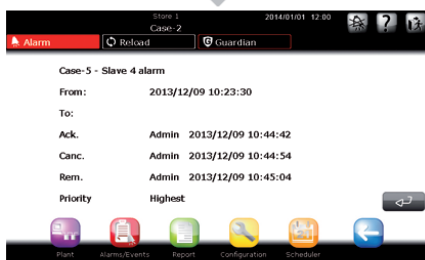 Store 1 2014/01/01 12:00
Case-2
Alarm Reload Guardian
Case-5 - Slave 4 alarm
From: 2013/12/09 10:23:30
To:
Ack. Admin 2013/12/09 10:44:42
Canc. Admin 2013/12/09 10:44:54
Rem. Admin 2013/12/09 10:45:04
Priority Highest
Plant Alarms/Events Report Configuration Scheduler